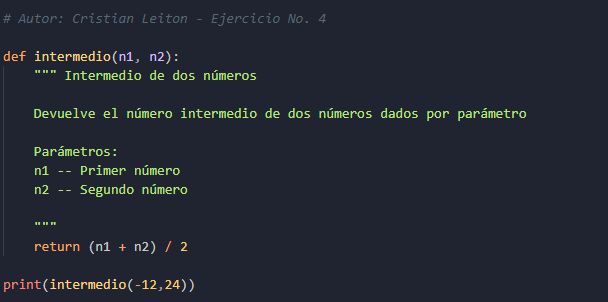 # Autor: Cristian Leiton - Ejercicio No. 4
def intermedio(n1, n2):
""" Intermedio de dos números
Devuelve el número intermedio de dos números dados por parámetro
Parámetros:
n1 -- Primer número
n2 -- Segundo número
"""
return (n1 + n2) / 2
print(intermedio(-12,24))